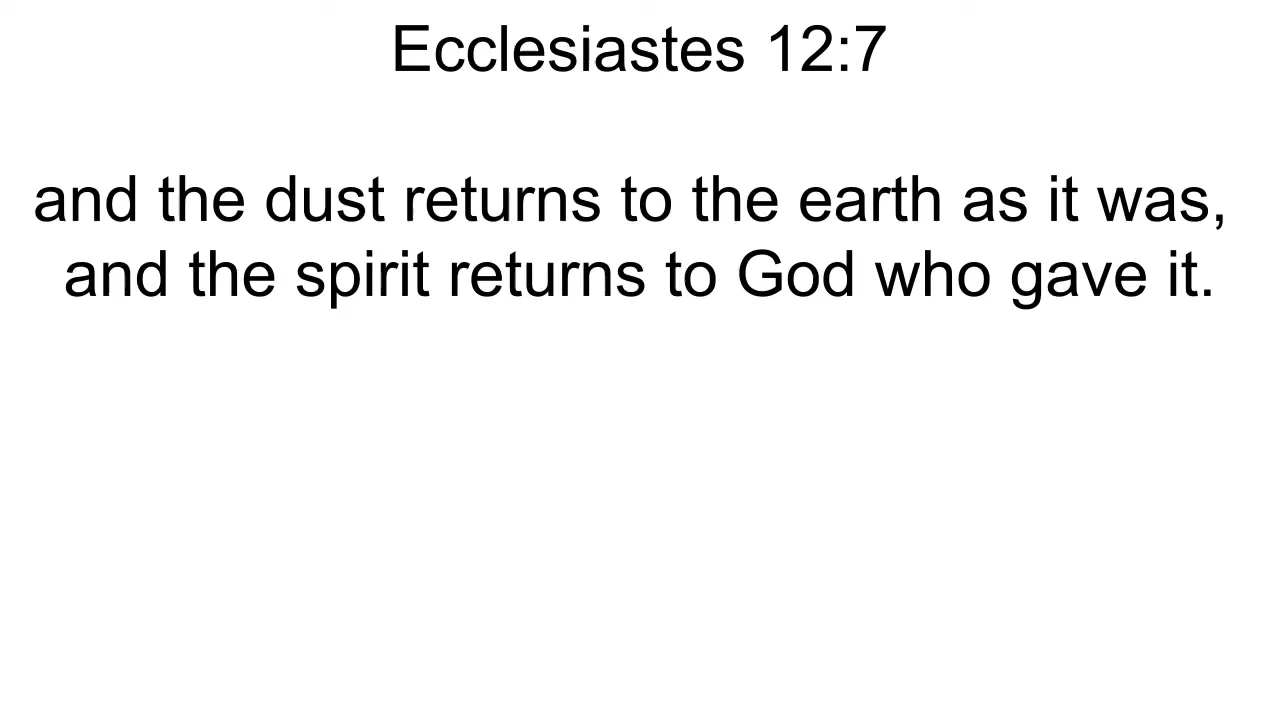 Ecclesiastes 12:7
and the dust returns to the earth as it was,
and the spirit returns to God who gave it.